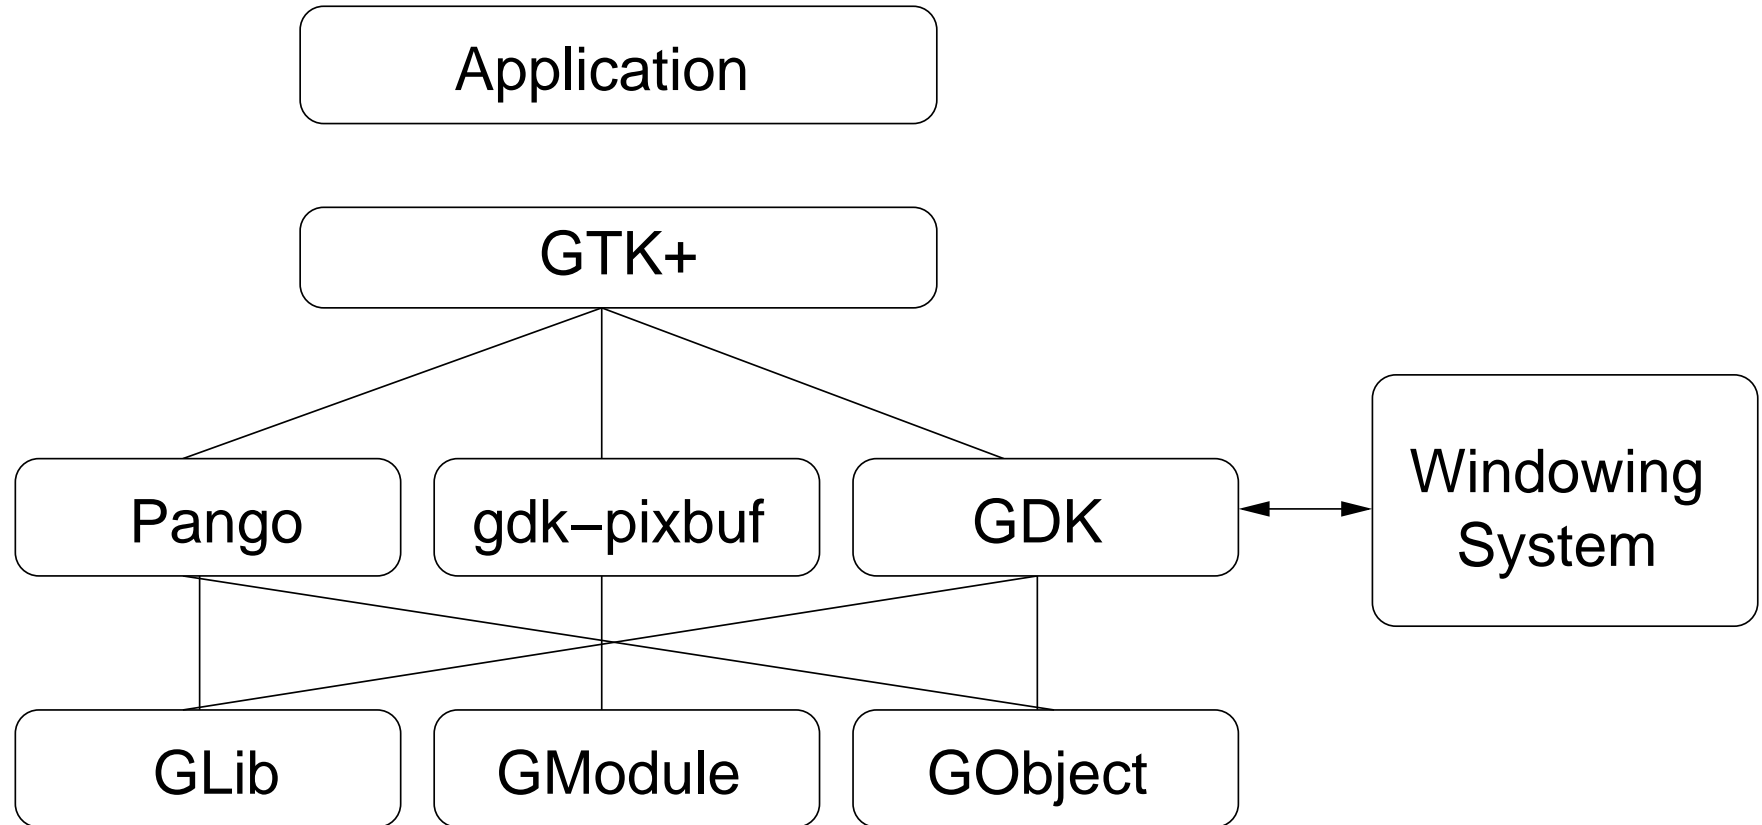 Application
GTK+
Pango
gdk–pixbuf
GDK
Windowing
System
GLib
GModule
GObject